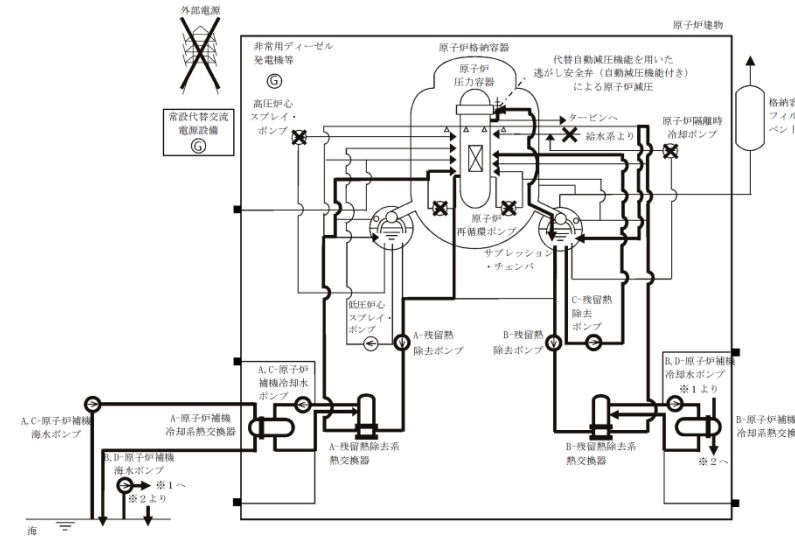 外部電源
原子炉建物
非常用ディーゼル
発電機等
G
原子炉格納容器
原子炉
圧力容器
代替自動減圧機能を用いた
逃がし安全弁（自動減圧機能付き）
による原子炉減圧
常設代替交流
電源設備
G
高圧炉心
スプレイ・
ポンプ
タービンへ
給水系より
原子炉隔離時
冷却ポンプ
格納容
フィル
ベント
原子炉
再循環ポンプ
サプレッション
・チェンバ
低圧炉心
スプレイ・
ポンプ
A-残留熱
除去ポンプ
B-残留熱
除去ポンプ
C-残留熱
除去
ポンプ
A,C-原子炉
補機冷却水
ポンプ
B,D-原子炉補機
冷却水ポンプ
※１より
A,C-原子炉補機
海水ポンプ
A-原子炉補機
冷却系熱交換器
A-残留熱除去系
熱交換器
B-残留熱除去系
熱交換器
B-原子炉補機
冷却系熱交換
※２へ
B,D-原子炉補機
海水ポンプ
※１へ
※２より
海